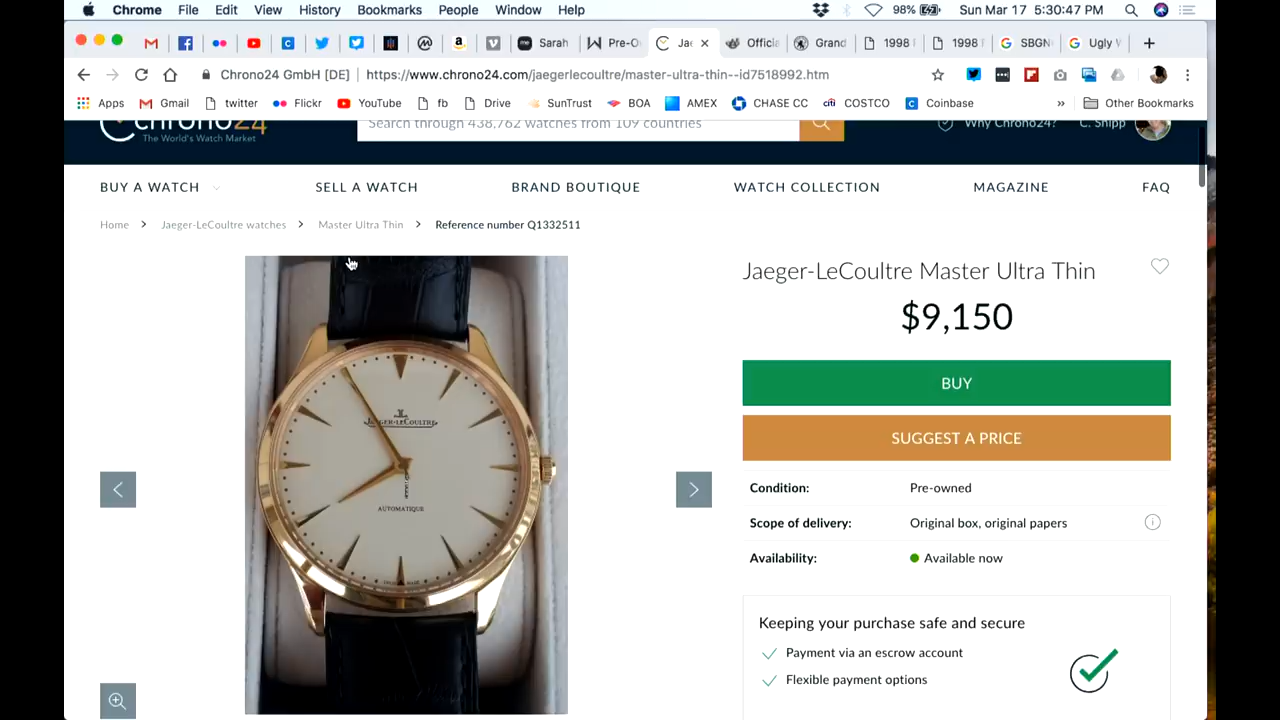 Chrome File Edit View History Bookmarks People Window Help 98% Sun Mar 17 5:30:47 PM
Sarah Pre-O Jae Officia Grand 1998 F 1998 F SBGN Ugly
Chrono24 GmbH [DE] https://www.chrono24.com/jaegerlecoultre/master-ultra-thin--id7518992.htm
Apps Gmail twitter Flickr YouTube fb Drive SunTrust BOA AMEX CHASE CC COSTCO Coinbase » Other Bookmarks
chrono24 Search through 438,762 watches from 109 countries Why Chrono24? C. Snipp
The World's Watch Market
BUY A WATCH SELL A WATCH BRAND BOUTIQUE WATCH COLLECTION MAGAZINE FAQ
Home Jaeger-LeCoultre watches Master Ultra Thin Reference number Q1332511
JAEGER-LECOULTRE
AUTOMATIQUE
Jaeger-LeCoultre Master Ultra Thin
$9,150
BUY
SUGGEST A PRICE
Condition: Pre-owned
Scope of delivery: Original box, original papers
Availability: Available now
Keeping your purchase safe and secure
Payment via an escrow account
Flexible payment options